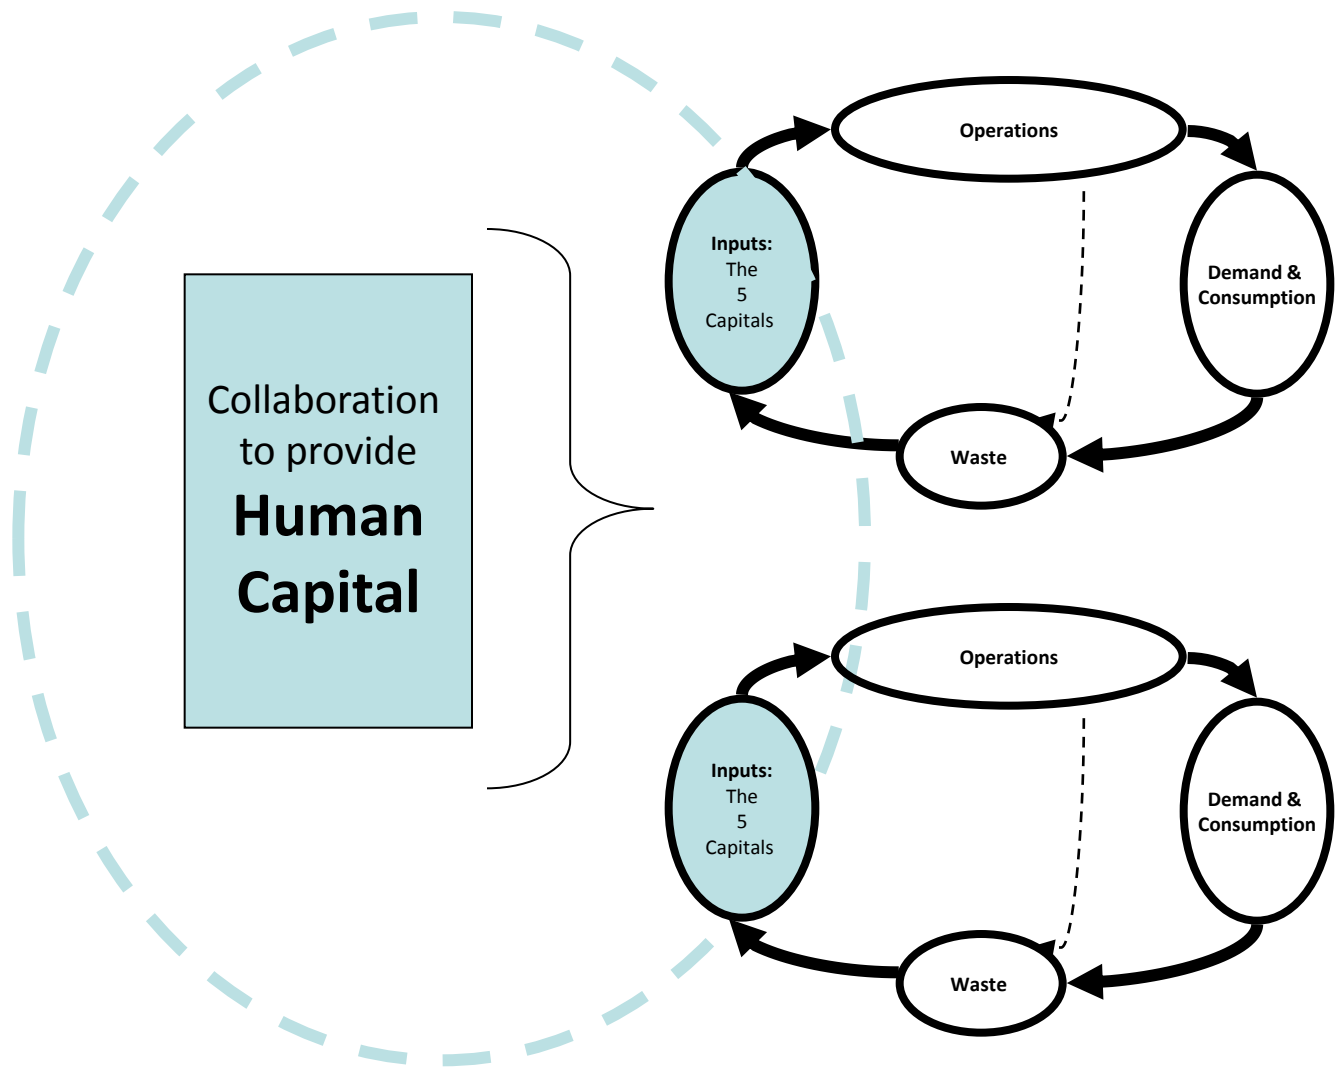 Collaboration
to provide
Human
Capital
Operations
Inputs:
The
5
Capitals
Demand &
Consumption
Waste
Operations
Inputs:
The
5
Capitals
Demand &
Consumption
Waste